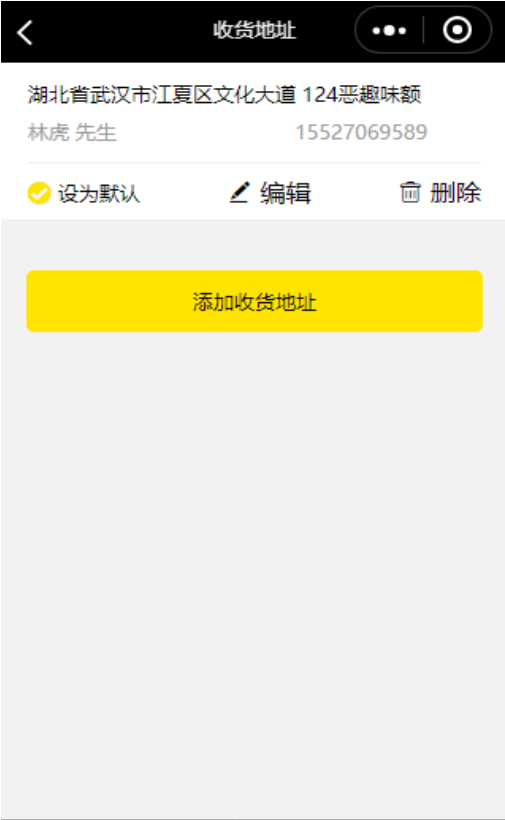 收货地址
湖北省武汉市江夏区文化大道 124恶趣味额
林虎 先生 15527069589
设为默认 编辑 删除
添加收货地址